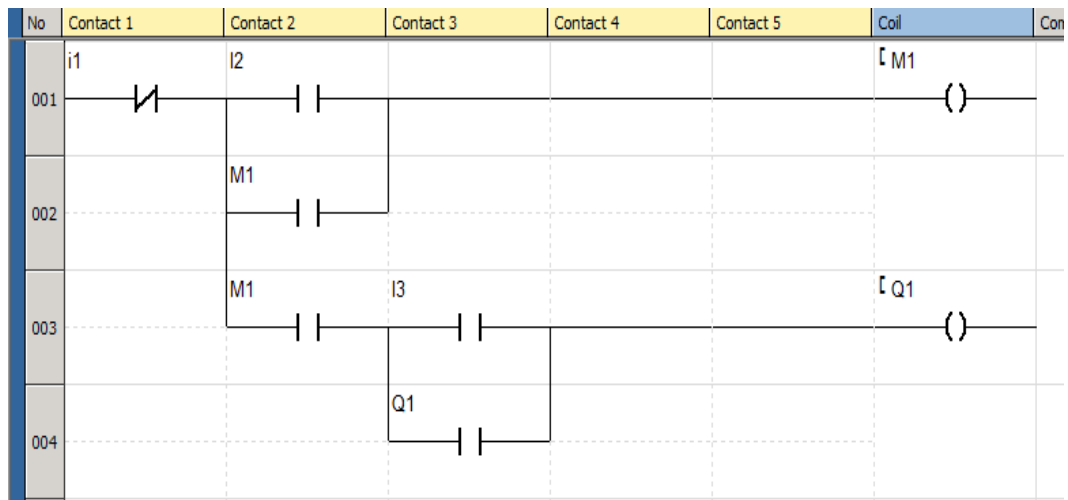 No Contact 1 Contact 2 Contact 3 Contact 4 Contact 5 Coil Com
i1 I2 [ M1
001
M1
002
M1 I3 [ Q1
003
Q1
004